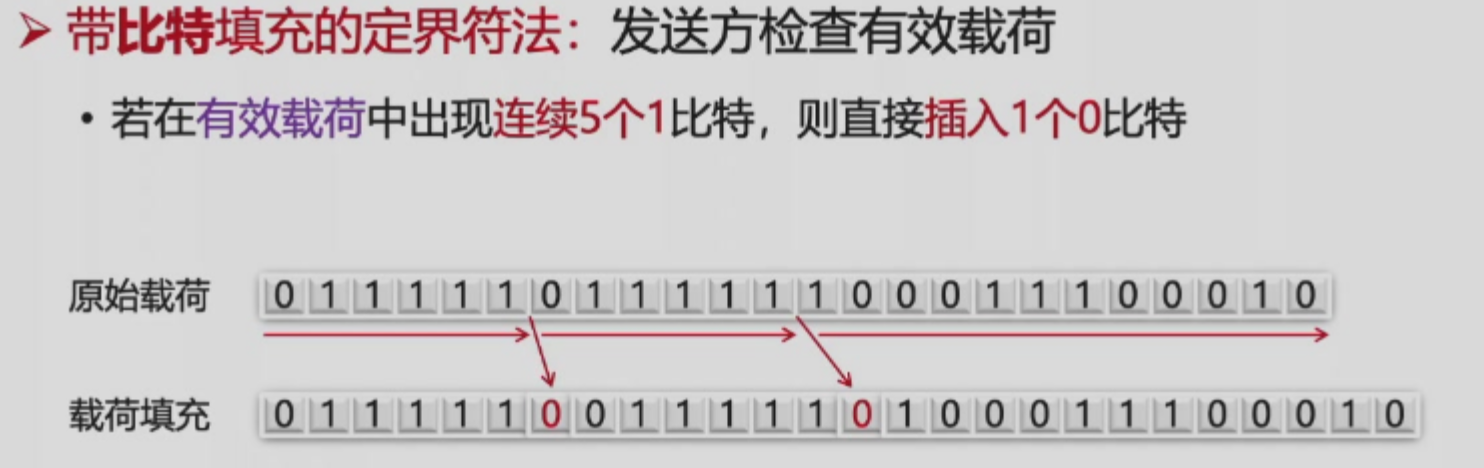 ➢ 带比特填充的定界符法：发送方检查有效载荷
• 若在有效载荷中出现连续5个1比特，则直接插入1个0比特
原始载荷 0 1 1 1 1 1 0 1 1 1 1 1 1 0 0 0 1 1 1 0 0 0 1 0
载荷填充 0 1 1 1 1 1 0 0 1 1 1 1 1 0 1 0 0 0 1 1 1 0 0 0 1 0